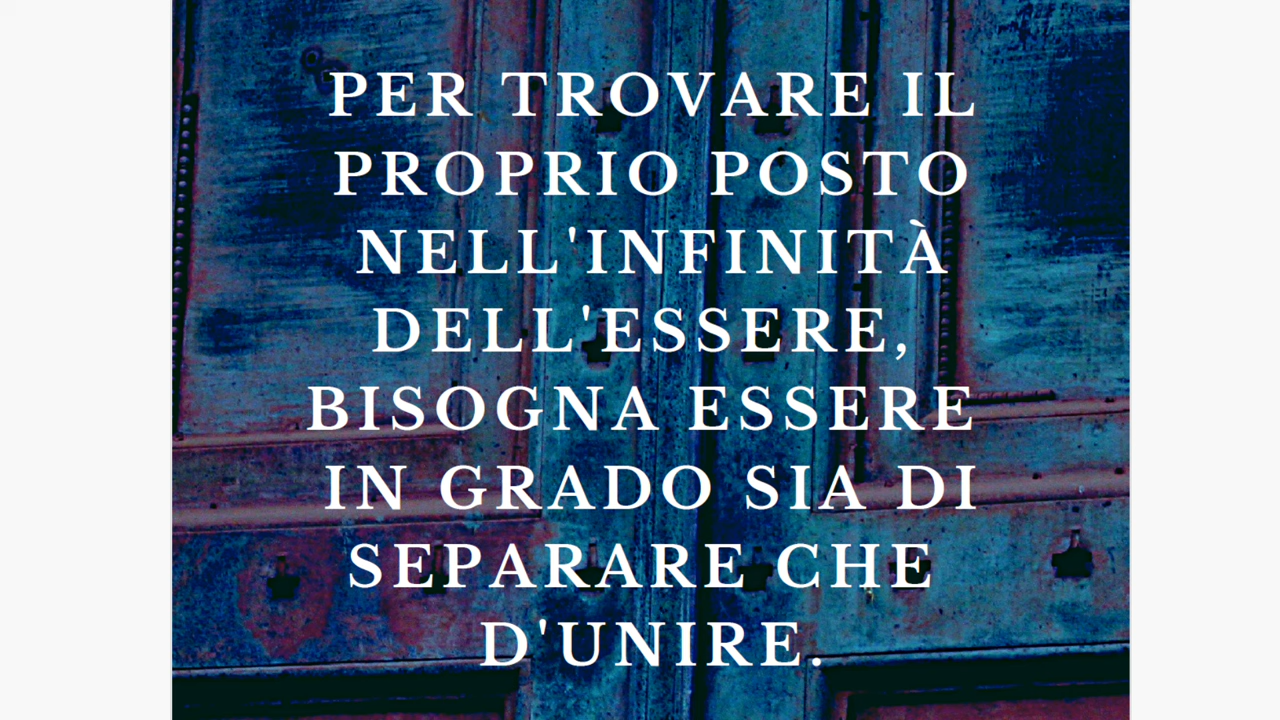 PER TROVARE IL
PROPRIO POSTO
NELL'INFINITÀ
DELL'ESSERE,
BISOGNA ESSERE
IN GRADO SIA DI
SEPARARE CHE
D'UNIRE.